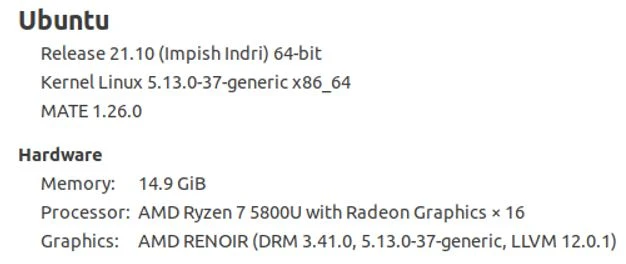 Ubuntu
Release 21.10 (Impish Indri) 64-bit
Kernel Linux 5.13.0-37-generic x86_64
MATE 1.26.0
Hardware
Memory: 14.9 GiB
Processor: AMD Ryzen 7 5800U with Radeon Graphics × 16
Graphics: AMD RENOIR (DRM 3.41.0, 5.13.0-37-generic, LLVM 12.0.1)